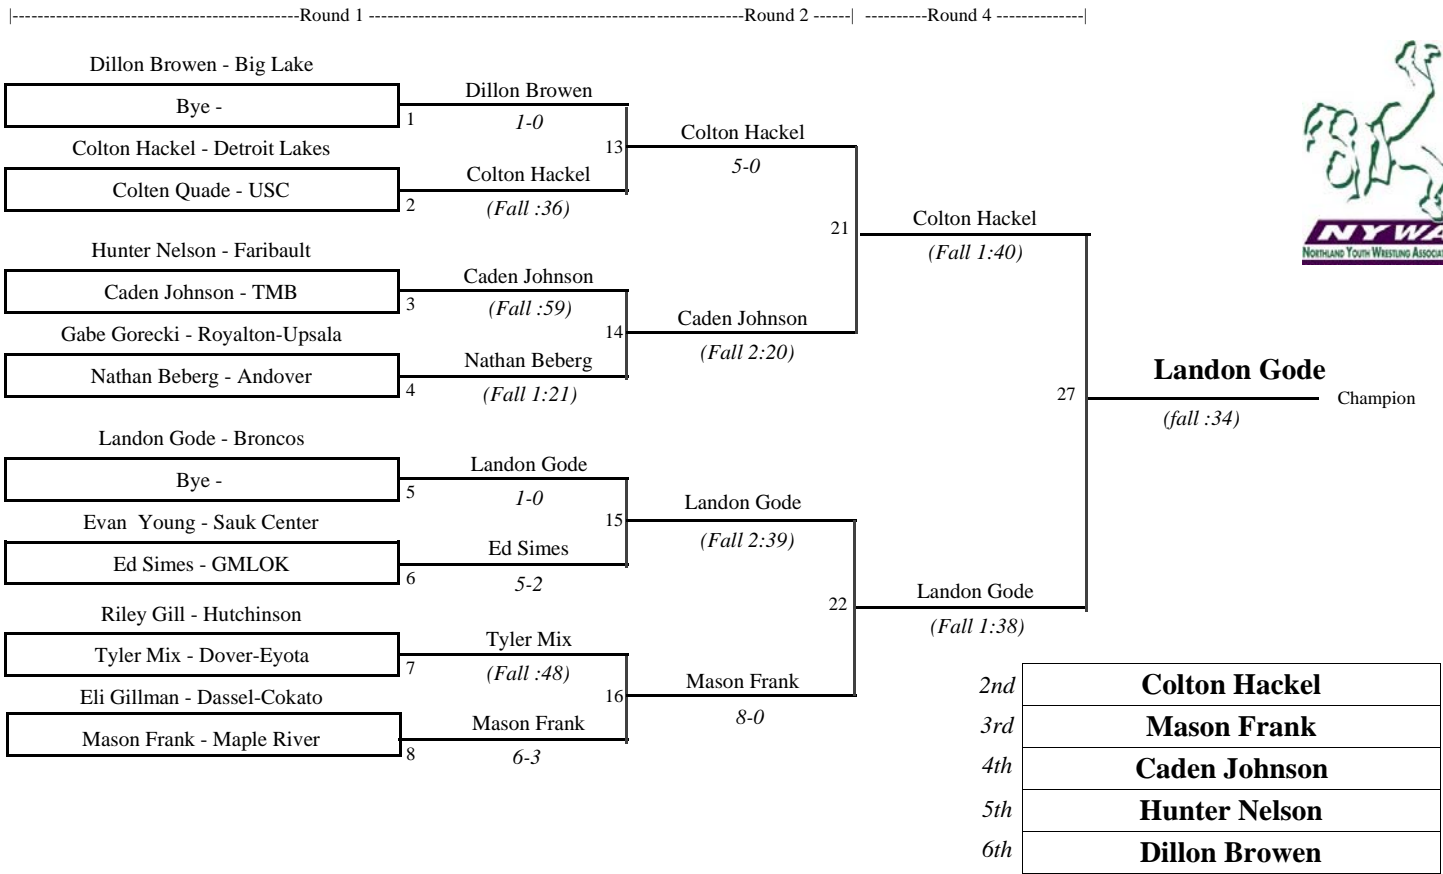 |-----------------------------------------Round 1 ------------------------------------------------------Round 2 ------| ----------Round 4 --------------|
Dillon Browen - Big Lake
Bye -
1
Colton Hackel - Detroit Lakes
Colten Quade - USC
2
Hunter Nelson - Faribault
Caden Johnson - TMB
3
Gabe Gorecki - Royalton-Upsala
Nathan Beberg - Andover
4
Landon Gode - Broncos
Bye -
5
Evan  Young - Sauk Center
Ed Simes - GMLOK
6
Riley Gill - Hutchinson
Tyler Mix - Dover-Eyota
7
Eli Gillman - Dassel-Cokato
Mason Frank - Maple River
8
Dillon Browen
1-0
13
Colton Hackel
(Fall :36)
Caden Johnson
(Fall :59)
14
Nathan Beberg
(Fall 1:21)
Landon Gode
1-0
15
Ed Simes
5-2
Tyler Mix
(Fall :48)
16
Mason Frank
6-3
Colton Hackel
5-0
21
Caden Johnson
(Fall 2:20)
Landon Gode
(Fall 2:39)
22
Mason Frank
8-0
Colton Hackel
(Fall 1:40)
27
Landon Gode
(Fall 1:38)
Landon Gode
Champion
(fall :34)
NYWA
NORTHLAND YOUTH WRESTLING ASSOCIAT
2nd Colton Hackel
3rd Mason Frank
4th Caden Johnson
5th Hunter Nelson
6th Dillon Browen